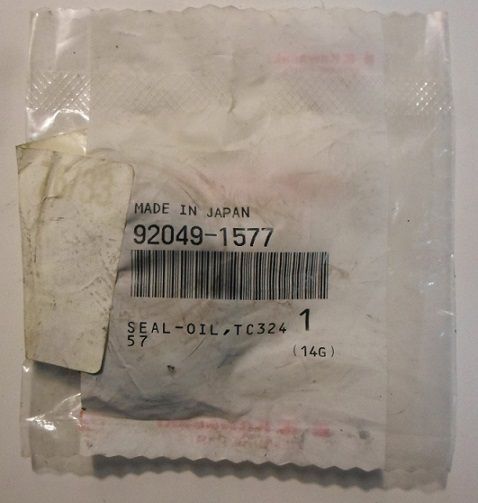 MADE IN JAPAN
92049-1577
SEAL-OIL,TC324 1
57
(14G)